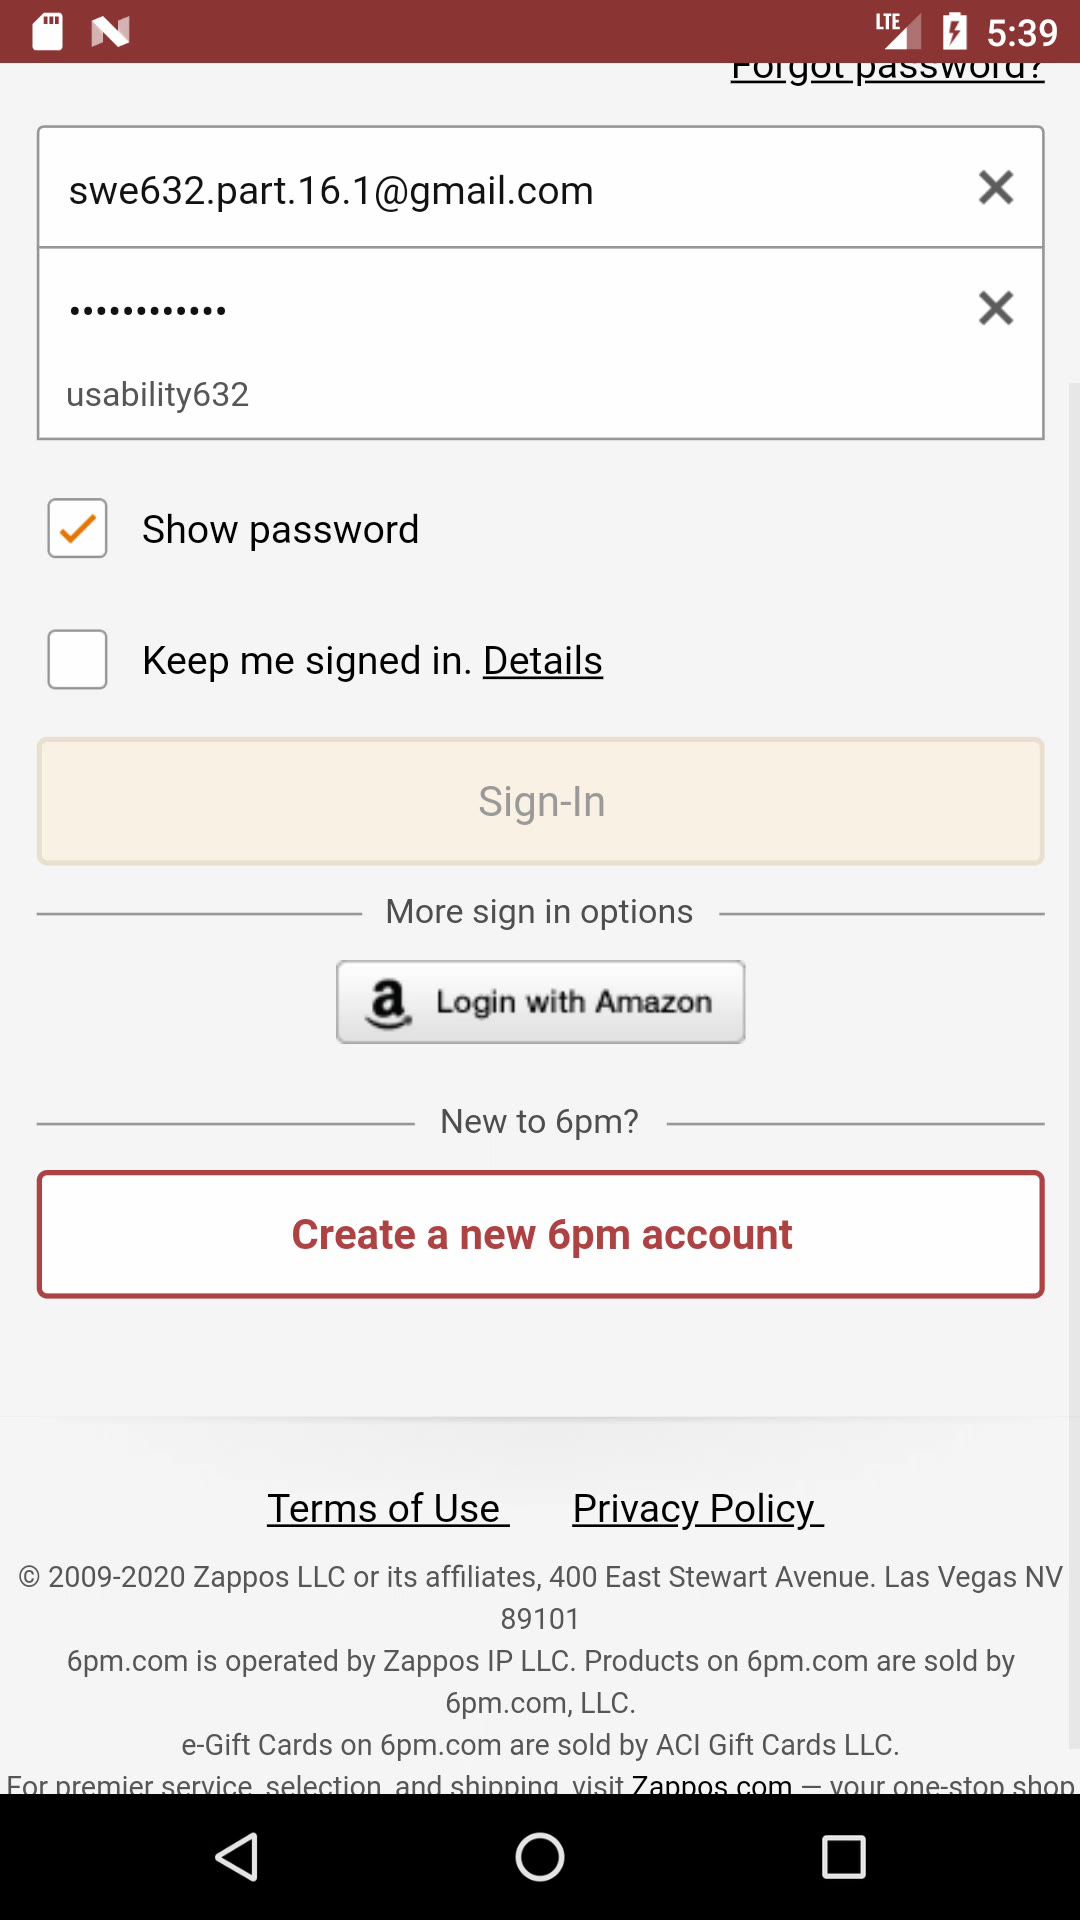 LTE 5:39
Forgot password?
swe632.part.16.1@gmail.com
••••••••••••
usability632
Show password
Keep me signed in. Details
Sign-In
More sign in options
a Login with Amazon
New to 6pm?
Create a new 6pm account
Terms of Use Privacy Policy
© 2009-2020 Zappos LLC or its affiliates, 400 East Stewart Avenue. Las Vegas NV
89101
6pm.com is operated by Zappos IP LLC. Products on 6pm.com are sold by
6pm.com, LLC.
e-Gift Cards on 6pm.com are sold by ACI Gift Cards LLC.
For premier service, selection, and shipping, visit Zappos.com — your one-stop shop